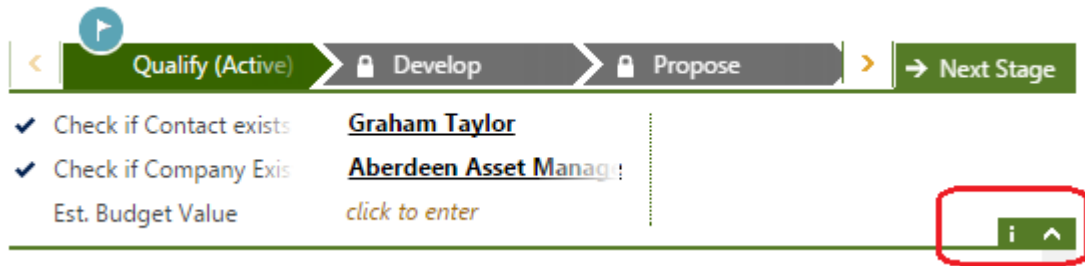 Qualify (Active) Develop Propose → Next Stage
Check if Contact exists Graham Taylor
Check if Company Exis Aberdeen Asset Manage
Est. Budget Value click to enter
i